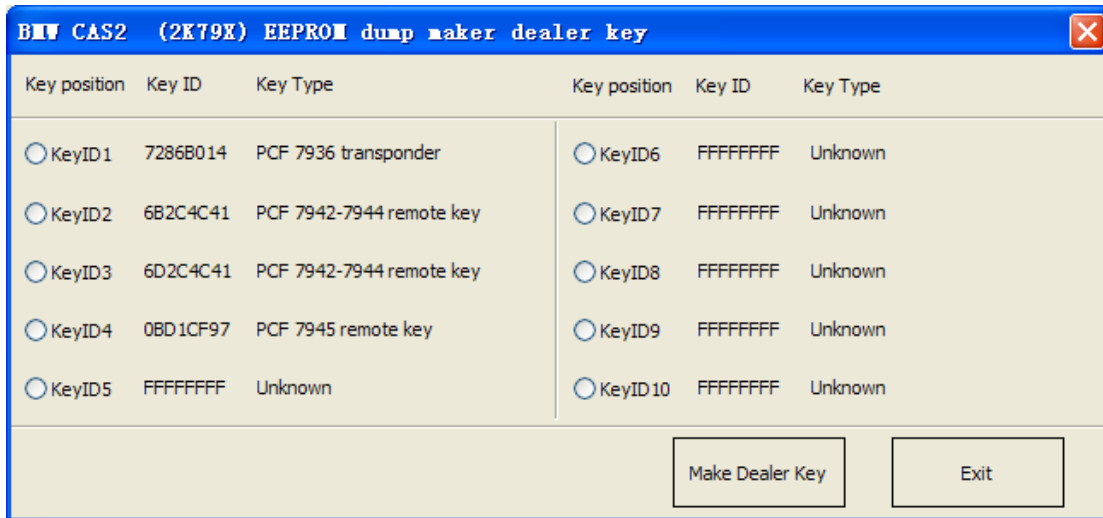 BMW CAS2 (2K79X) EEPROM dump maker dealer key
Key position Key ID Key Type Key position Key ID Key Type
KeyID1 7286B014 PCF 7936 transponder KeyID6 FFFFFFFF Unknown
KeyID2 6B2C4C41 PCF 7942-7944 remote key KeyID7 FFFFFFFF Unknown
KeyID3 6D2C4C41 PCF 7942-7944 remote key KeyID8 FFFFFFFF Unknown
KeyID4 0BD1CF97 PCF 7945 remote key KeyID9 FFFFFFFF Unknown
KeyID5 FFFFFFFF Unknown KeyID10 FFFFFFFF Unknown
Make Dealer Key Exit